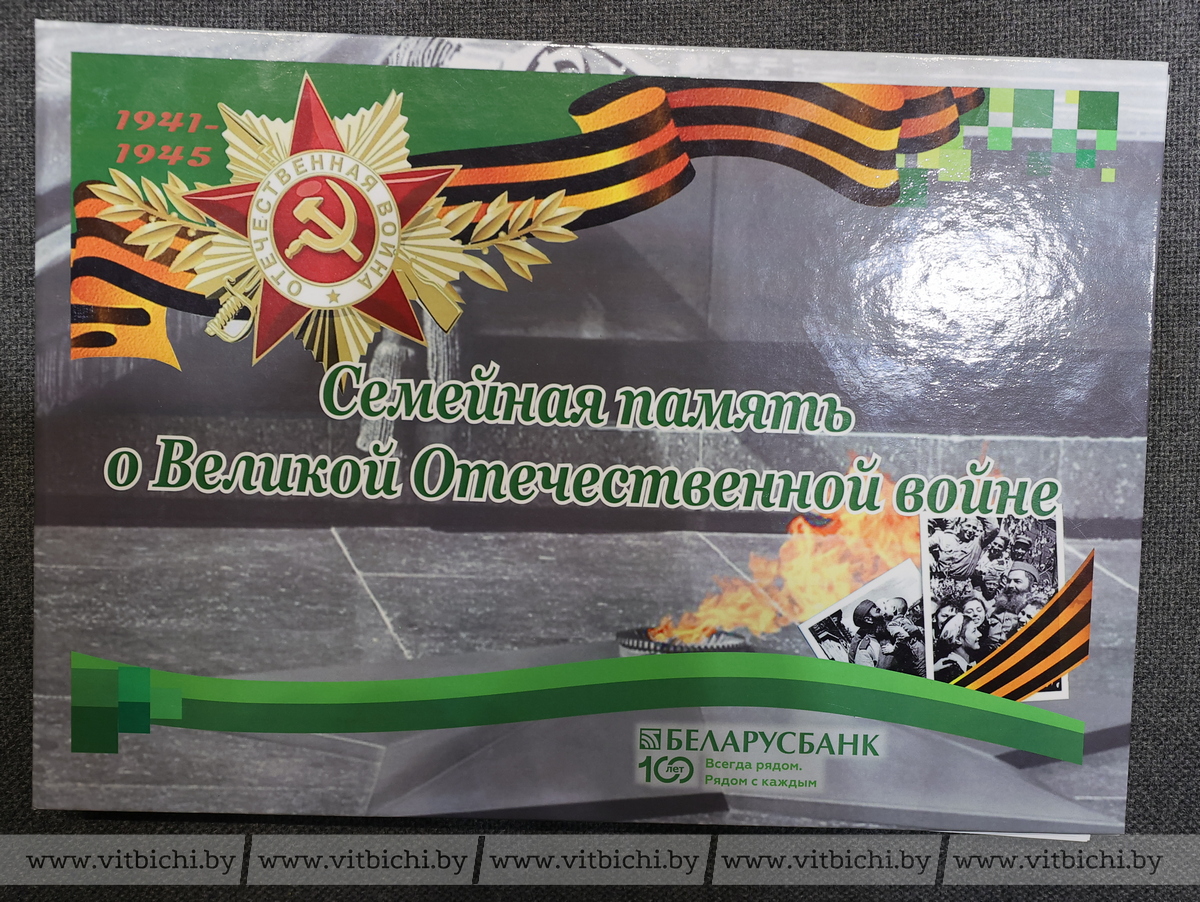 1941-
1945
ОТЕЧЕСТВЕННАЯ ВОЙНА
Семейная память
о Великой Отечественной войне
БЕЛАРУСБАНК
100 лет
Всегда рядом.
Рядом с каждым
www.vitbichi.by / www.vitbichi.by / www.vitbichi.by / www.vitbichi.by / www.vitbichi.by